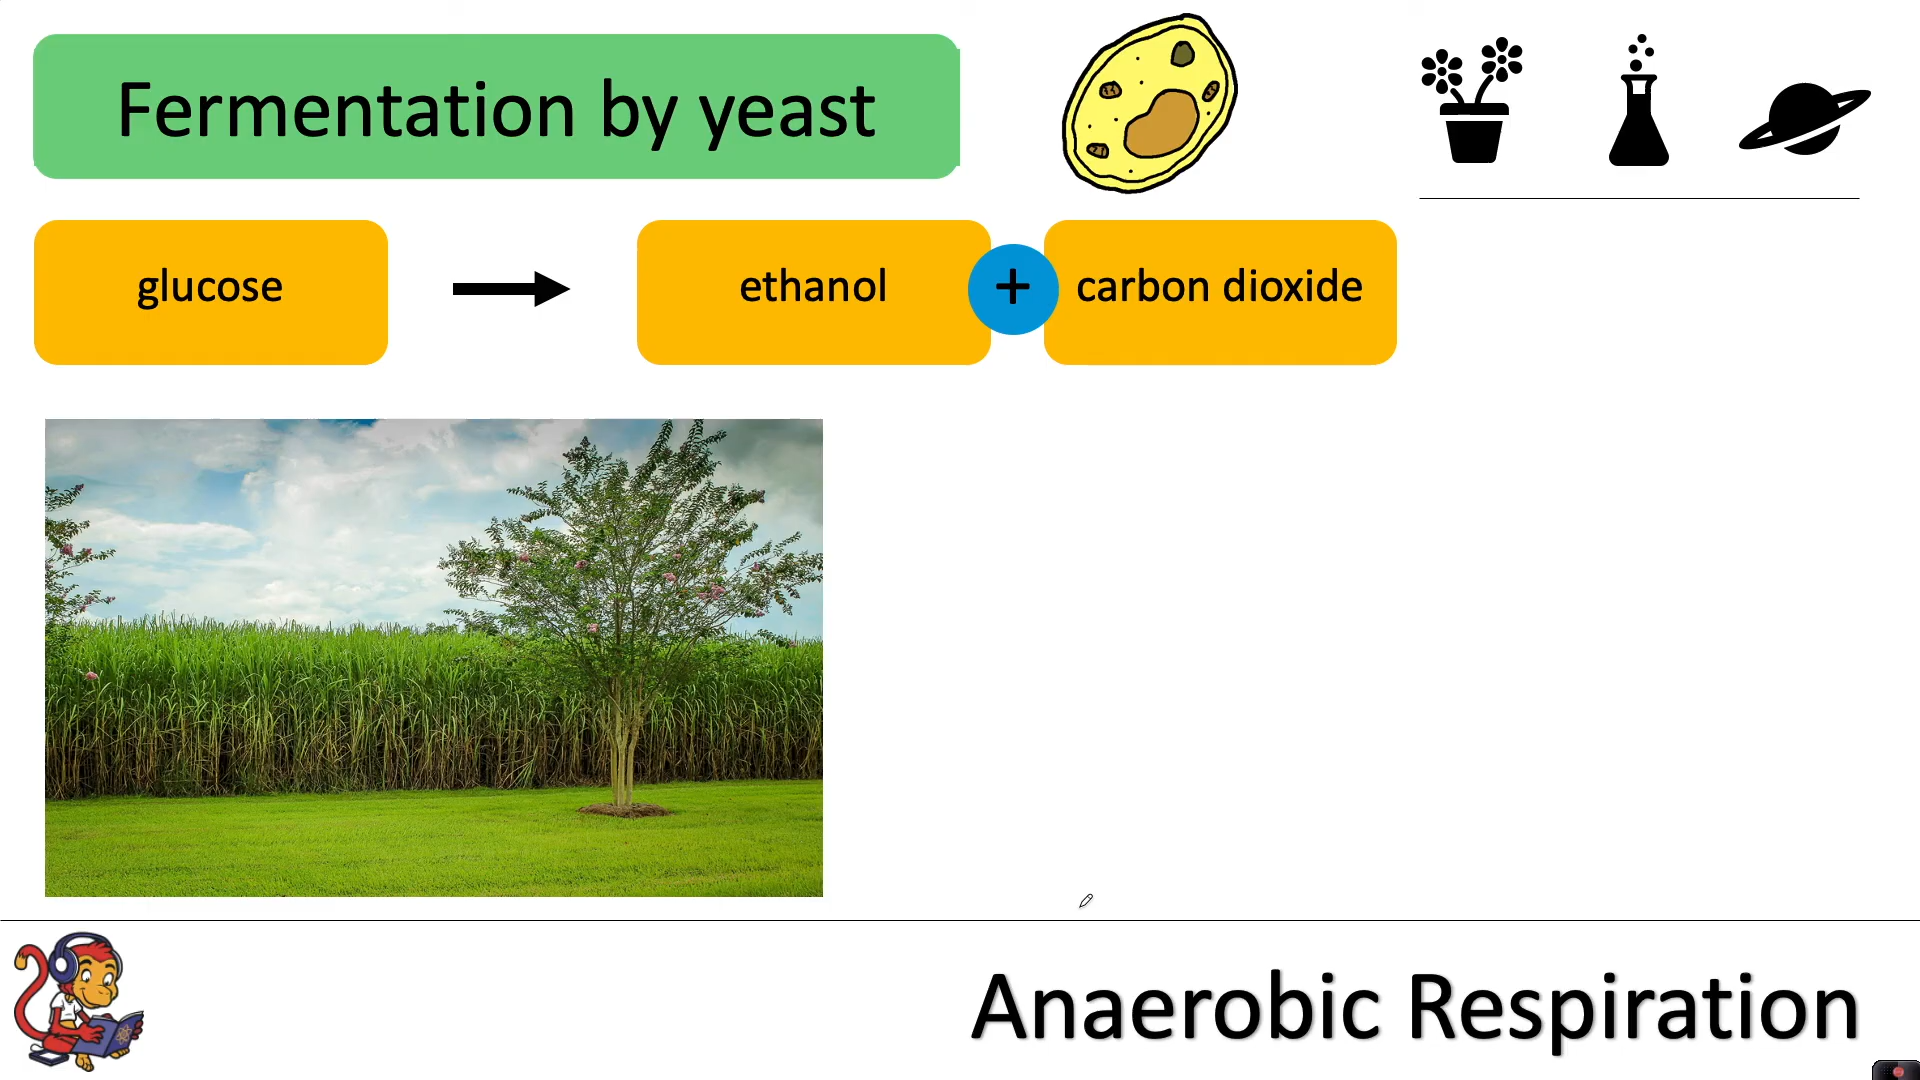 Fermentation by yeast
glucose
ethanol
+
carbon dioxide
Anaerobic Respiration